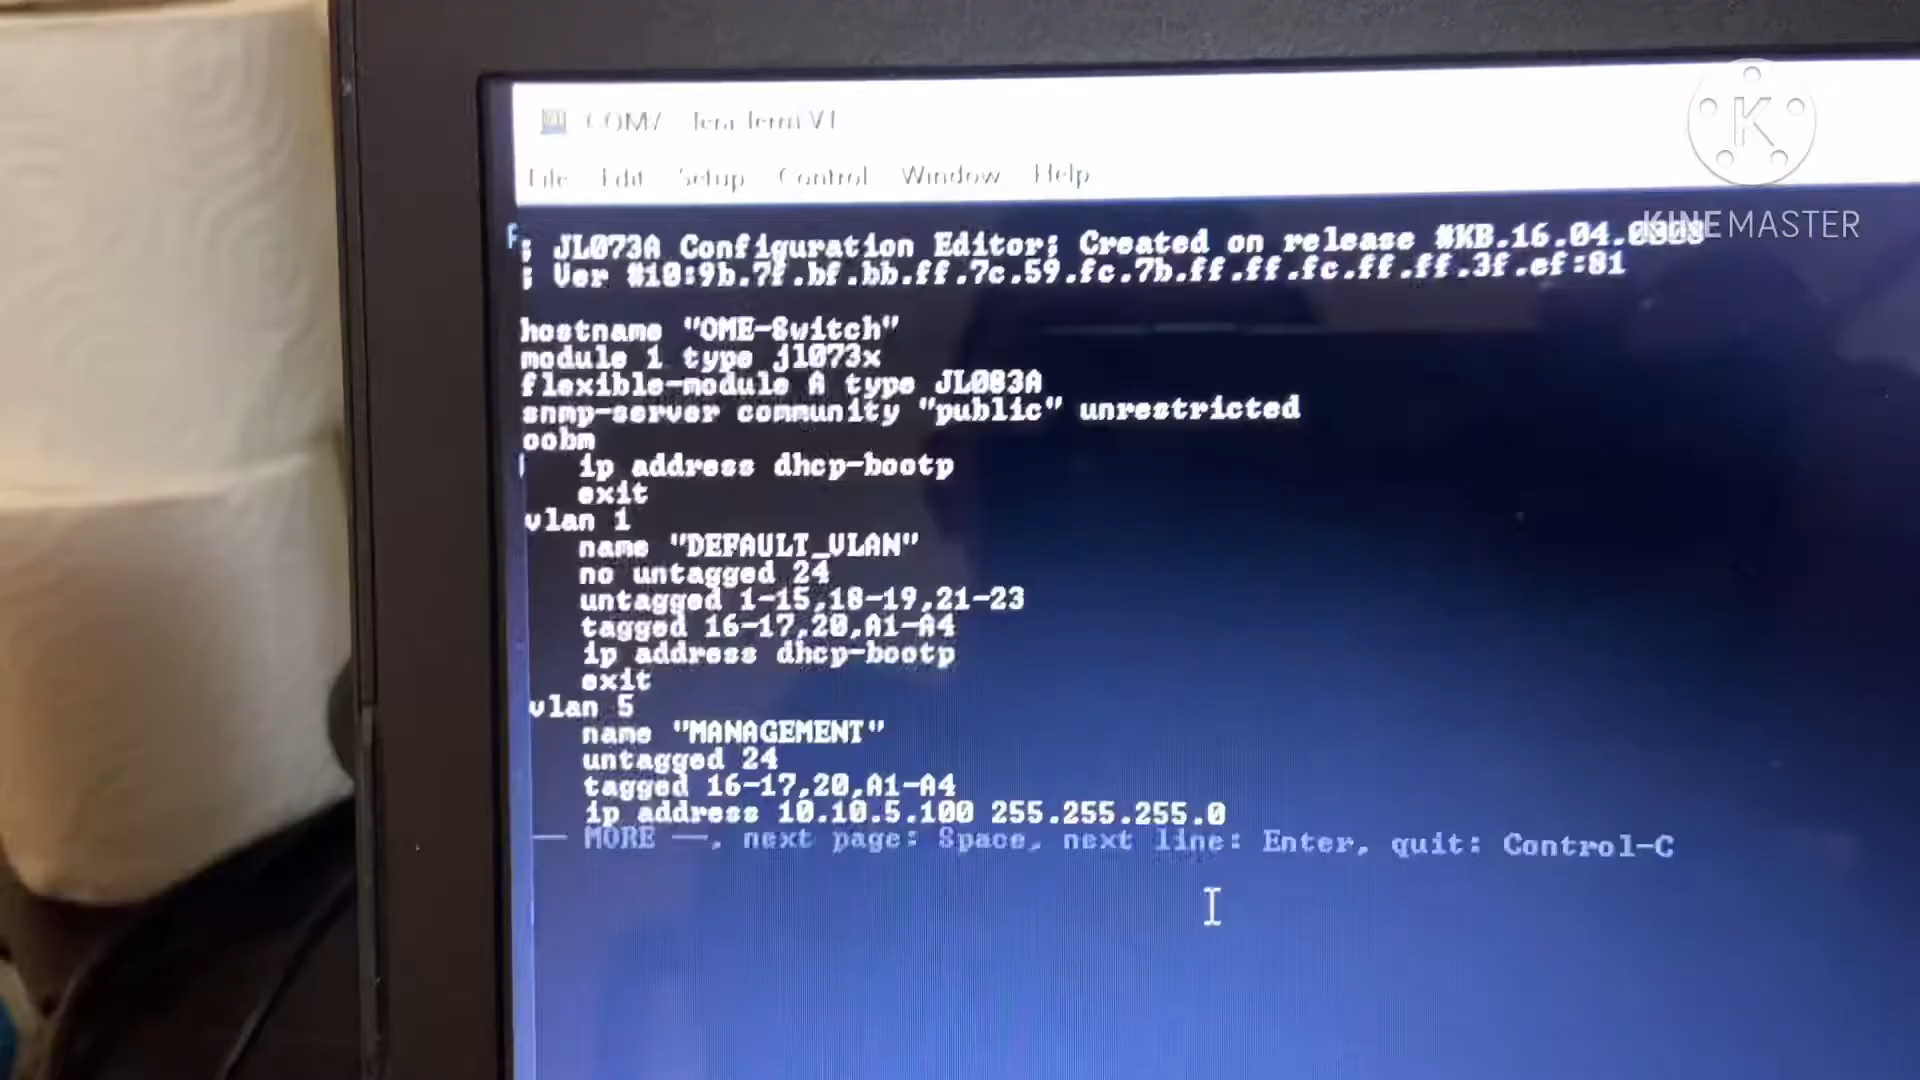 COM7 - Tera Term VT
File Edit Setup Control Window Help
K
KINEMASTER
; JL073A Configuration Editor; Created on release #KB.16.04.0008
; Ver #10:9b.7f.bf.bb.ff.7c.59.fc.7b.ff.ff.fc.ff.ff.3f.ef:81
hostname "OME-Switch"
module 1 type jl073x
flexible-module A type JL083A
snmp-server community "public" unrestricted
oobm
ip address dhcp-bootp
exit
vlan 1
name "DEFAULT_VLAN"
no untagged 24
untagged 1-15,18-19,21-23
tagged 16-17,20,A1-A4
ip address dhcp-bootp
exit
vlan 5
name "MANAGEMENT"
untagged 24
tagged 16-17,20,A1-A4
ip address 10.10.5.100 255.255.255.0
-- MORE --, next page: Space, next line: Enter, quit: Control-C